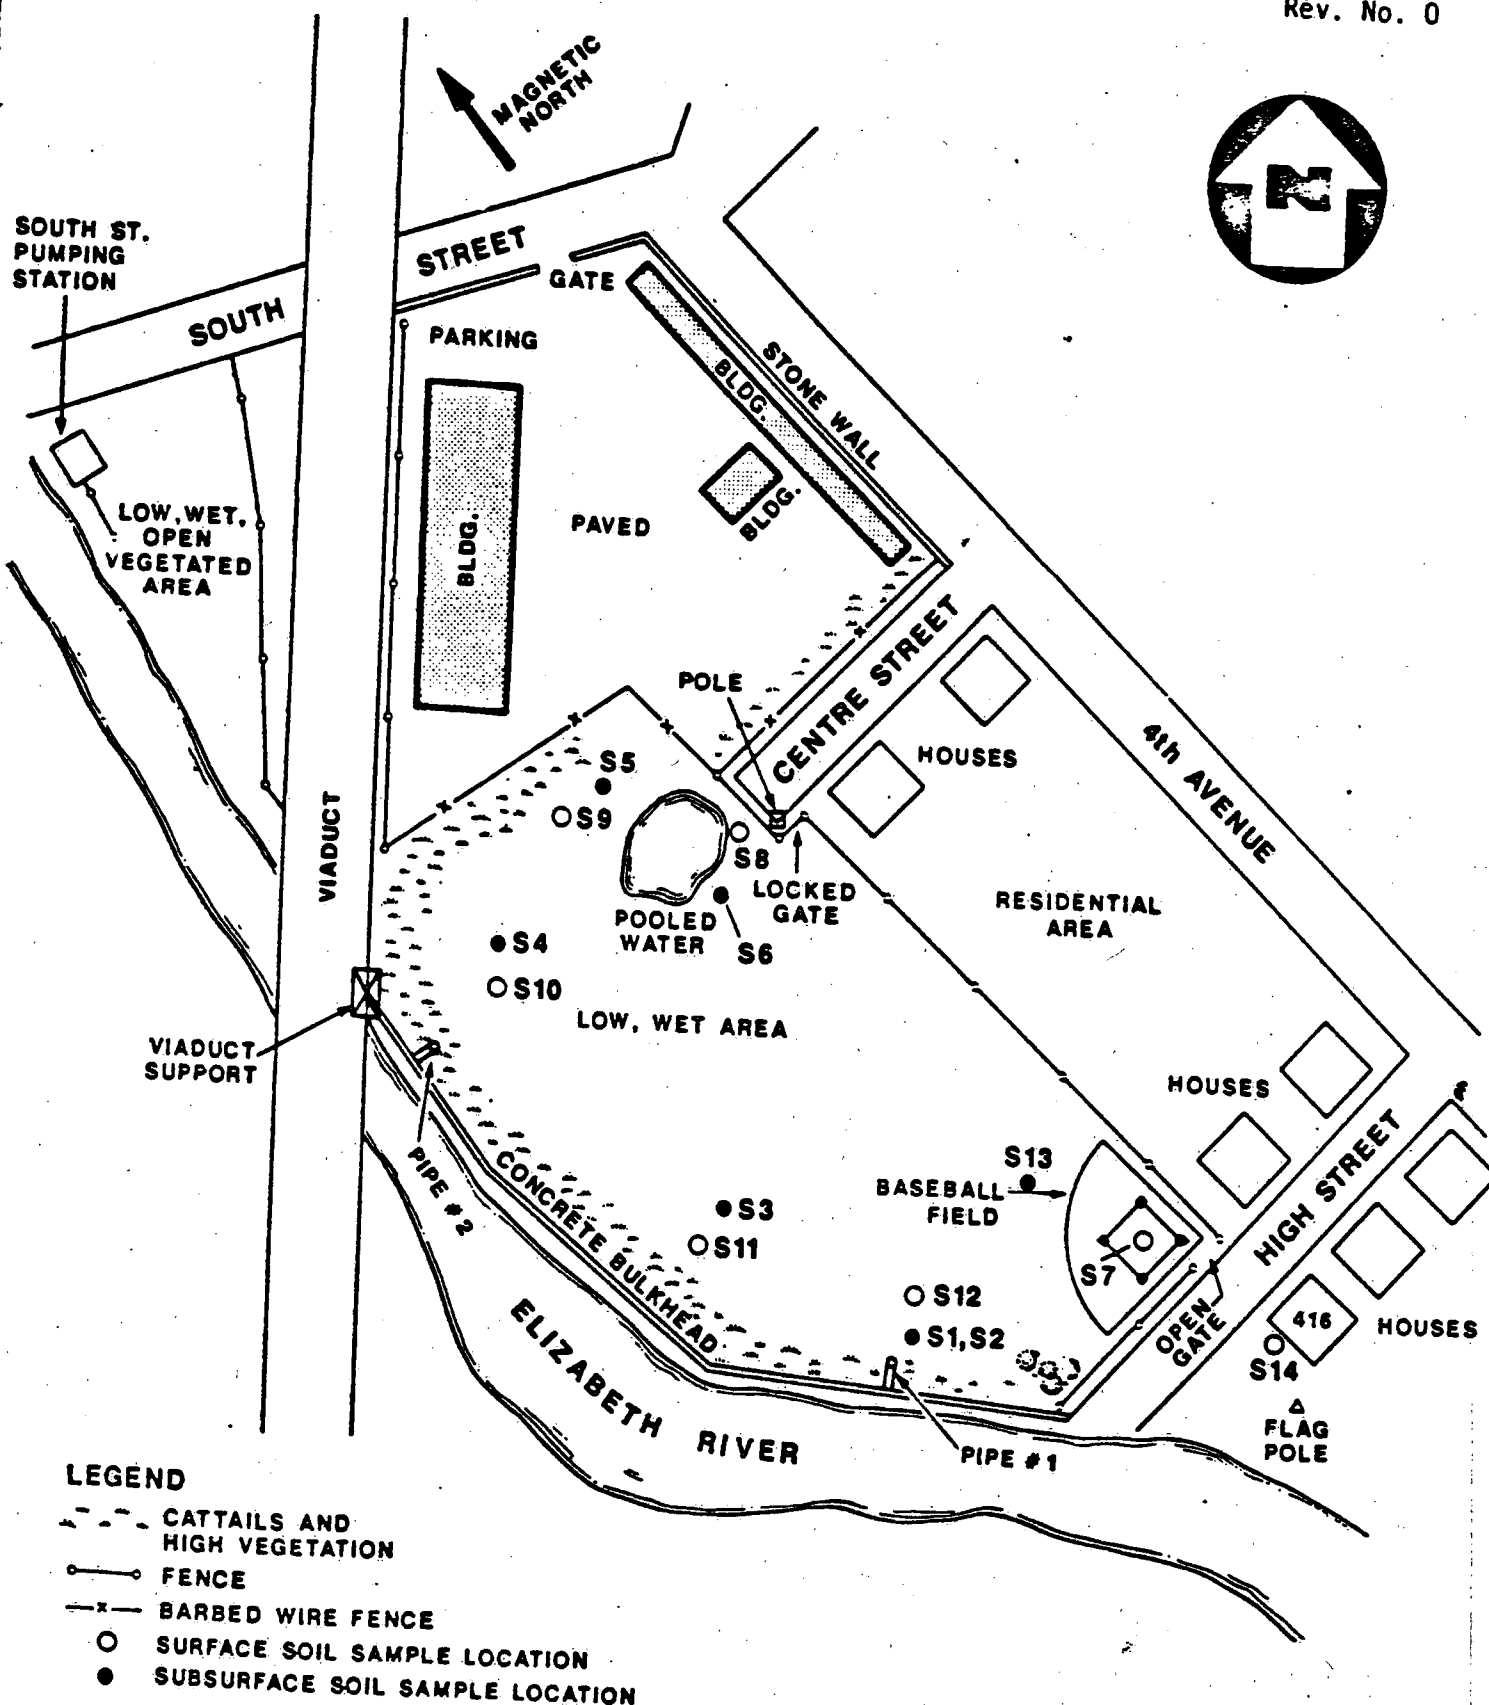 Rev. No. 0
MAGNETIC
NORTH
N
SOUTH ST.
PUMPING
STATION
SOUTH
STREET
GATE
PARKING
STONE WALL
BLDG.
BLDG.
BLDG.
PAVED
LOW, WET,
OPEN
VEGETATED
AREA
POLE
CENTRE STREET
HOUSES
4th AVENUE
S5
S9
VIADUCT
S8
LOCKED
GATE
RESIDENTIAL
AREA
POOLED
WATER
S6
S4
S10
LOW, WET AREA
VIADUCT
SUPPORT
HOUSES
PIPE #2
CONCRETE BULKHEAD
S13
BASEBALL
FIELD
HIGH STREET
S3
S11
S7
S12
S1,S2
OPEN
GATE
416
HOUSES
S14
FLAG
POLE
ELIZABETH RIVER
PIPE #1
LEGEND
CATTAILS AND
HIGH VEGETATION
FENCE
BARBED WIRE FENCE
SURFACE SOIL SAMPLE LOCATION
SUBSURFACE SOIL SAMPLE LOCATION